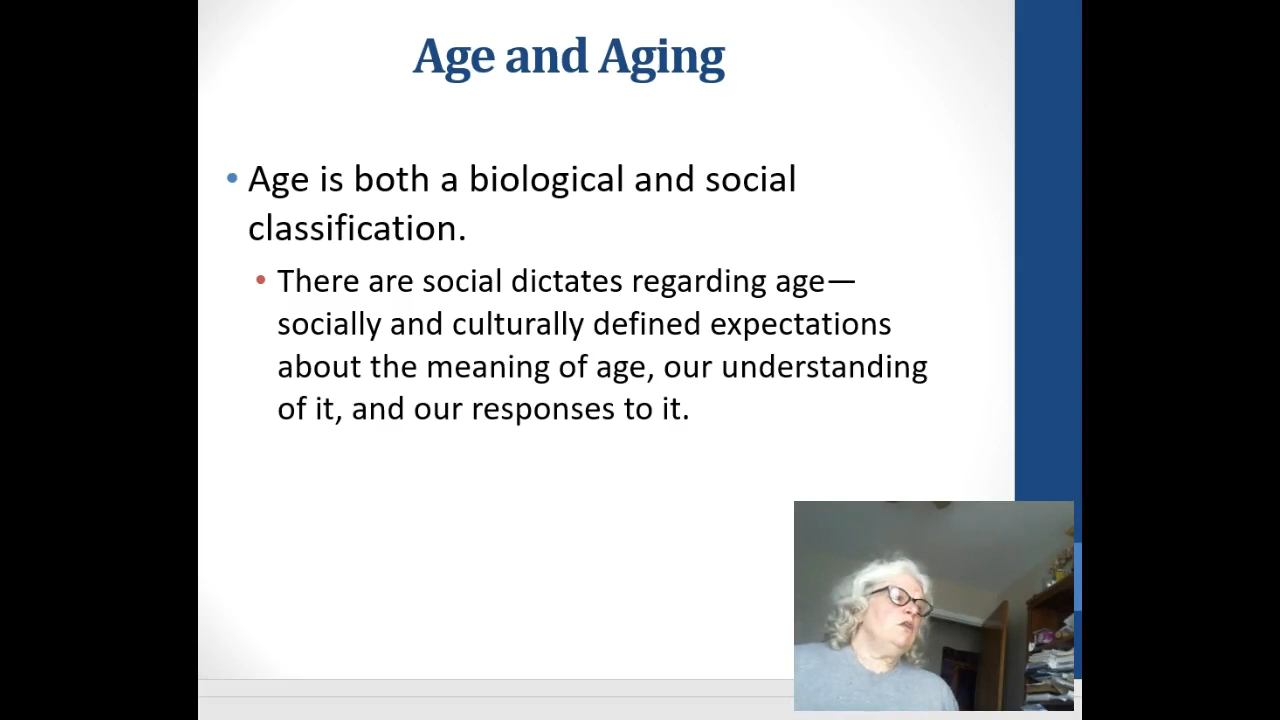 Age and Aging
• Age is both a biological and social
classification.
• There are social dictates regarding age—
socially and culturally defined expectations
about the meaning of age, our understanding
of it, and our responses to it.